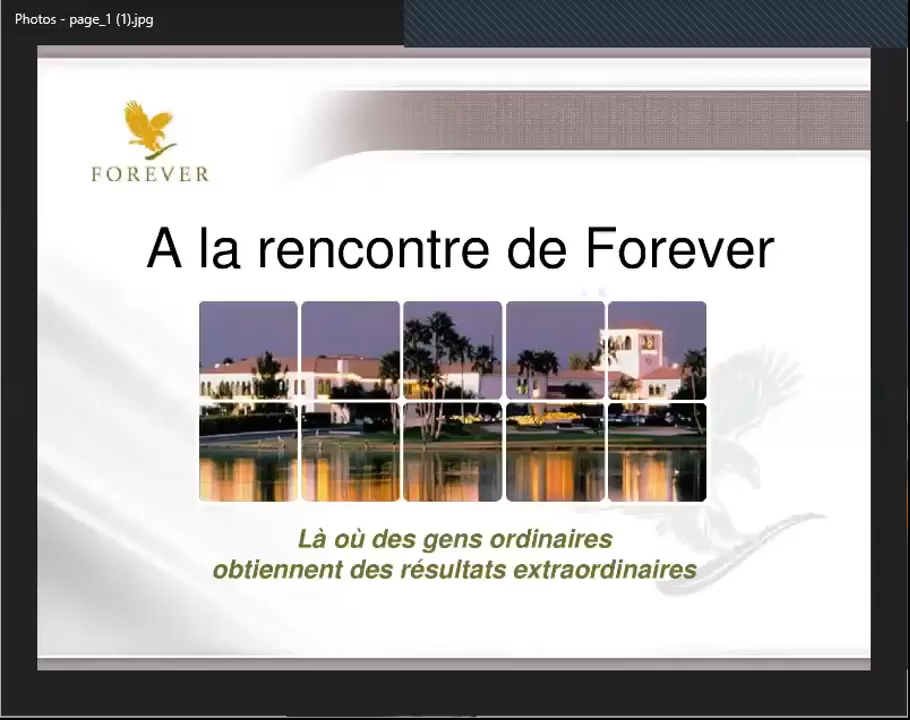 Photos - page_1 (1).jpg
FOREVER
A la rencontre de Forever
Là où des gens ordinaires
obtiennent des résultats extraordinaires